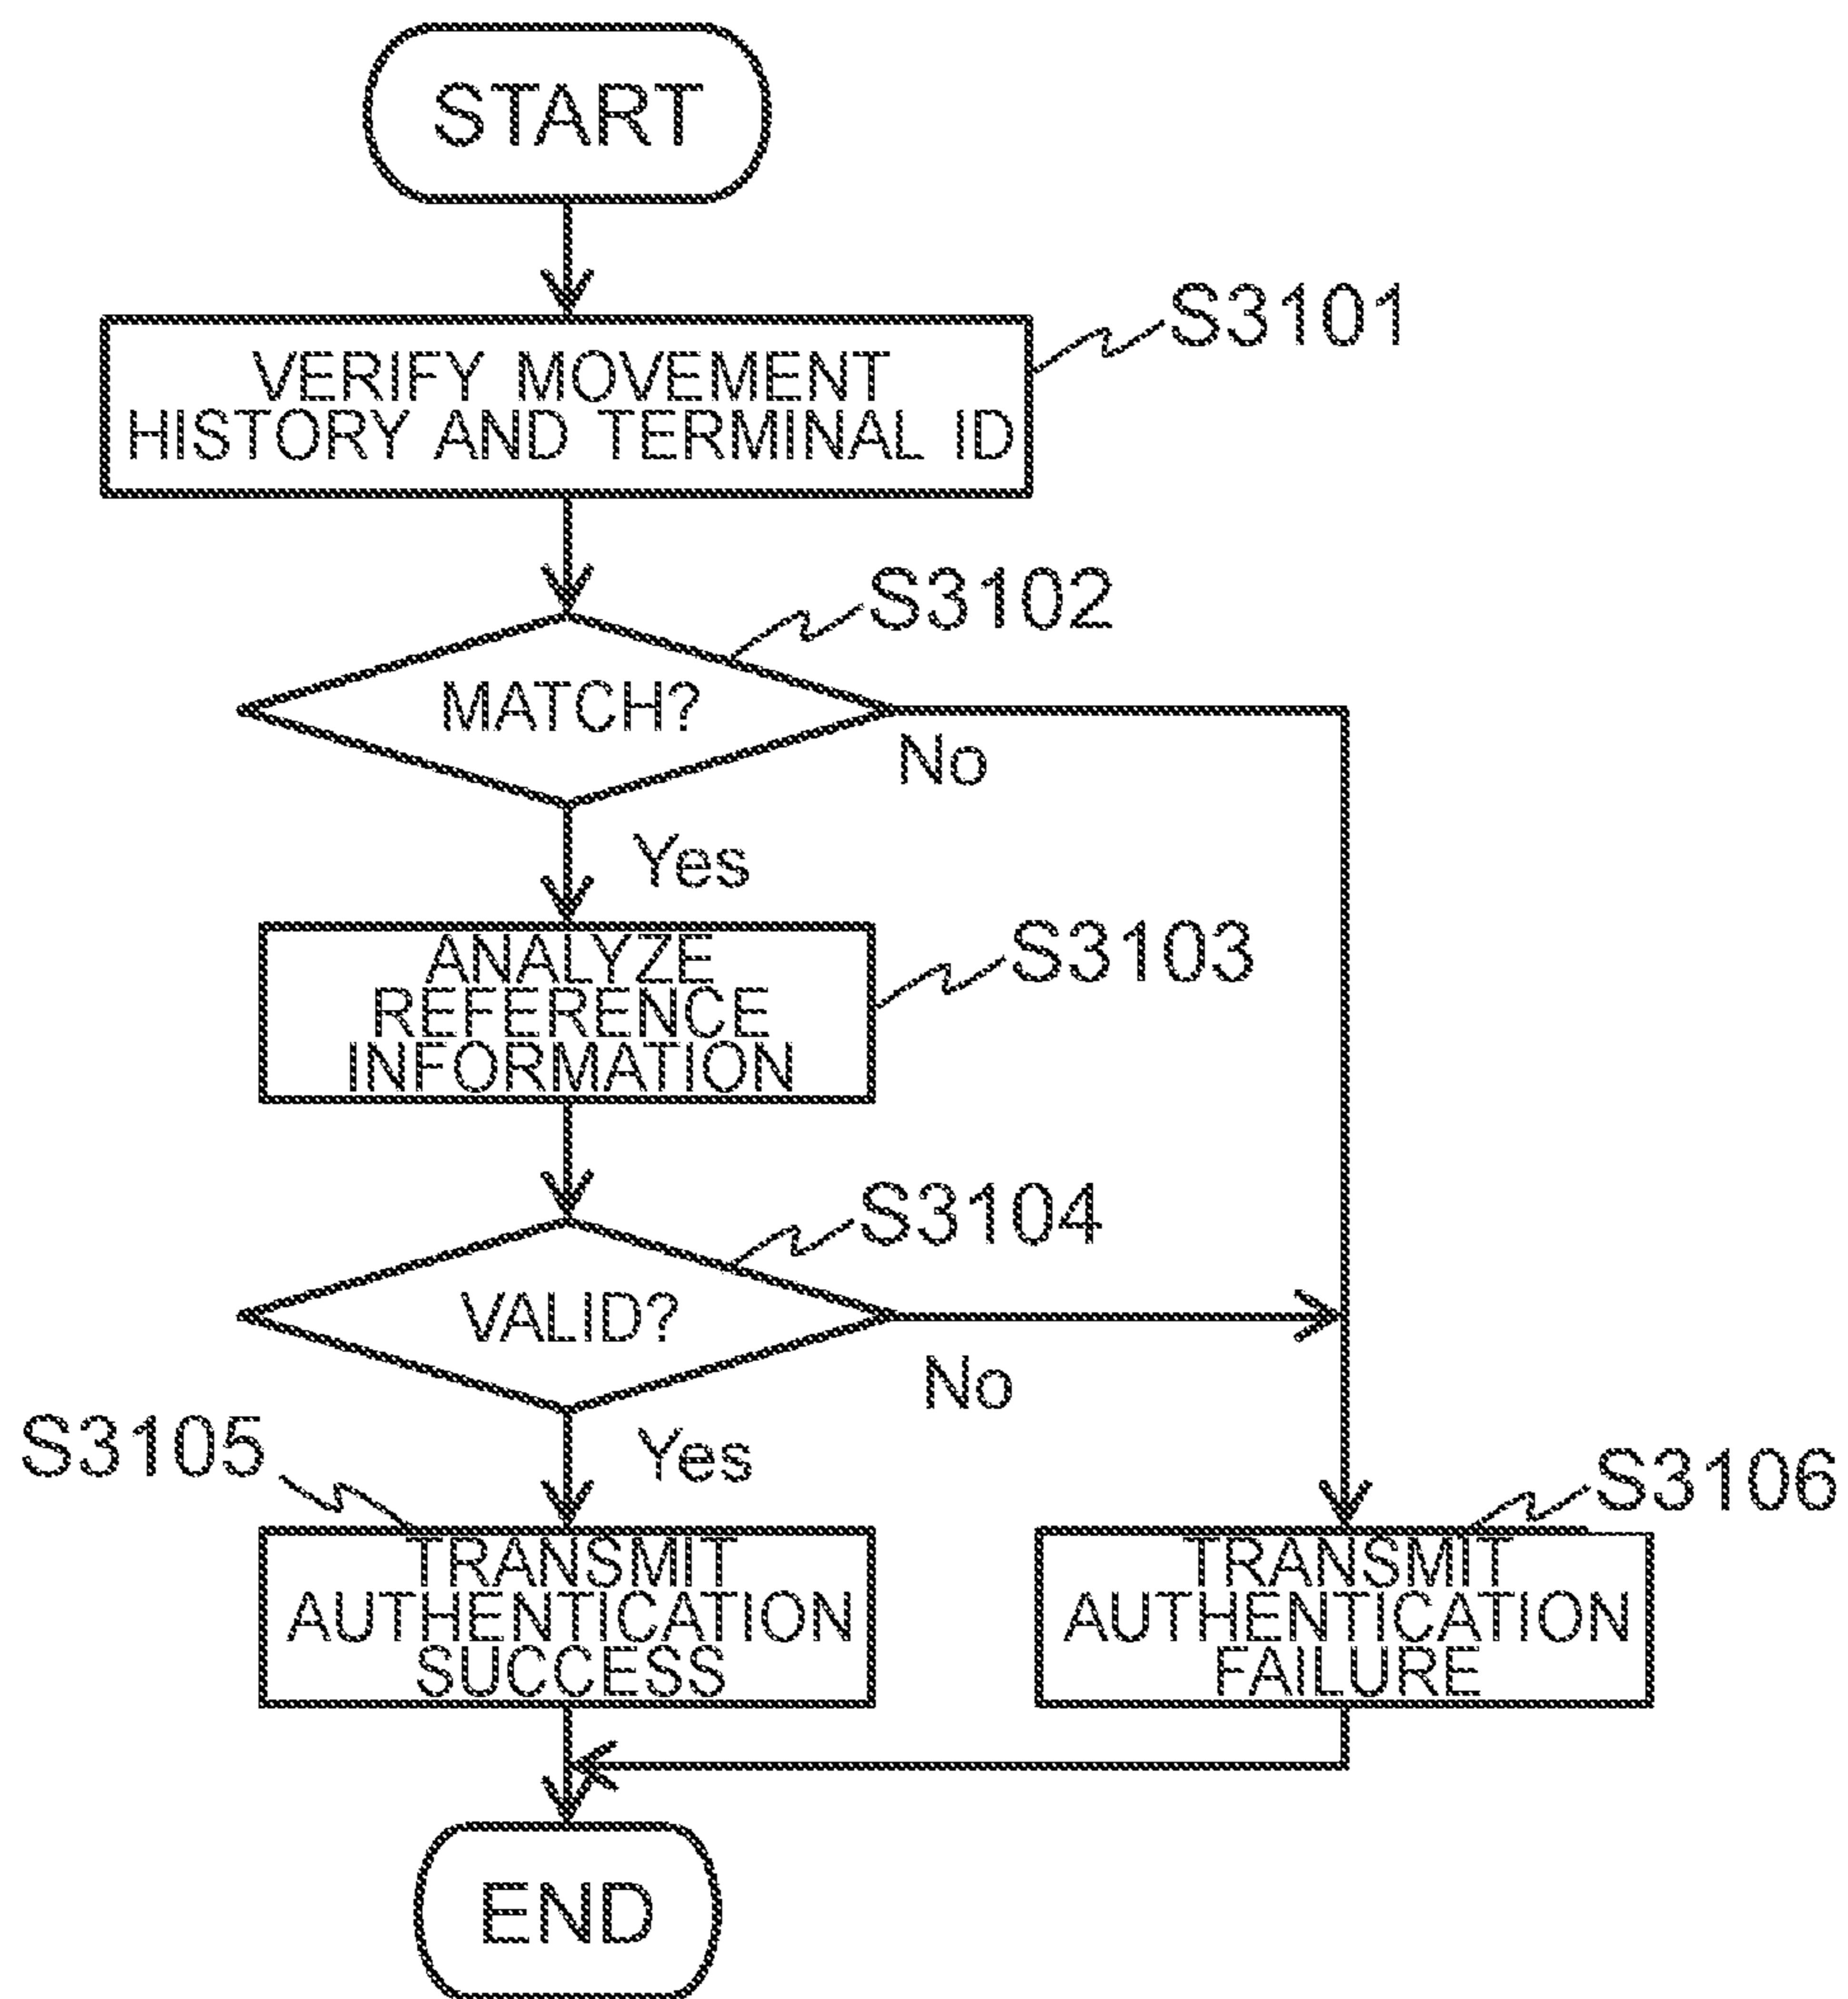 START
S3101
VERIFY MOVEMENT
HISTORY AND TERMINAL ID
S3102
MATCH?
No
Yes
S3103
ANALYZE
REFERENCE
INFORMATION
S3104
VALID?
No
Yes
S3105
TRANSMIT
AUTHENTICATION
SUCCESS
S3106
TRANSMIT
AUTHENTICATION
FAILURE
END